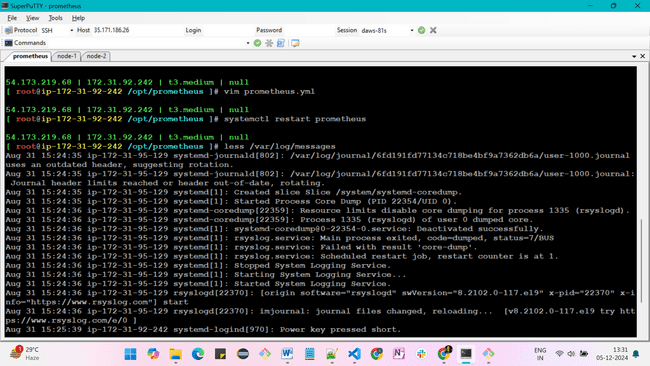 SuperPuTTY - prometheus
File View Tools Help
Protocol SSH Host 35.171.186.26 Login Password Session daws-81s
Commands
prometheus node-1 node-2
54.173.219.68 | 172.31.92.242 | t3.medium | null
[ root@ip-172-31-92-242 /opt/prometheus ]# vim prometheus.yml
54.173.219.68 | 172.31.92.242 | t3.medium | null
[ root@ip-172-31-92-242 /opt/prometheus ]# systemctl restart prometheus
54.173.219.68 | 172.31.92.242 | t3.medium | null
[ root@ip-172-31-92-242 /opt/prometheus ]# less /var/log/messages
Aug 31 15:24:35 ip-172-31-95-129 systemd-journald[802]: /var/log/journal/6fd191fd77134c718be4bf9a7362db6a/user-1000.journal
uses an outdated header, suggesting rotation.
Aug 31 15:24:35 ip-172-31-95-129 systemd-journald[802]: /var/log/journal/6fd191fd77134c718be4bf9a7362db6a/user-1000.journal:
Journal header limits reached or header out-of-date, rotating.
Aug 31 15:24:35 ip-172-31-95-129 systemd[1]: Created slice Slice /system/systemd-coredump.
Aug 31 15:24:35 ip-172-31-95-129 systemd[1]: Started Process Core Dump (PID 22354/UID 0).
Aug 31 15:24:35 ip-172-31-95-129 systemd-coredump[22359]: Resource limits disable core dumping for process 1335 (rsyslogd).
Aug 31 15:24:35 ip-172-31-95-129 systemd-coredump[22359]: Process 1335 (rsyslogd) of user 0 dumped core.
Aug 31 15:24:35 ip-172-31-95-129 systemd[1]: systemd-coredump@0-22354-0.service: Deactivated successfully.
Aug 31 15:24:35 ip-172-31-95-129 systemd[1]: rsyslog.service: Main process exited, code=dumped, status=7/BUS
Aug 31 15:24:35 ip-172-31-95-129 systemd[1]: rsyslog.service: Failed with result 'core-dump'.
Aug 31 15:24:36 ip-172-31-95-129 systemd[1]: rsyslog.service: Scheduled restart job, restart counter is at 1.
Aug 31 15:24:36 ip-172-31-95-129 systemd[1]: Stopped System Logging Service.
Aug 31 15:24:36 ip-172-31-95-129 systemd[1]: Starting System Logging Service...
Aug 31 15:24:36 ip-172-31-95-129 systemd[1]: Started System Logging Service.
Aug 31 15:24:36 ip-172-31-95-129 rsyslogd[22370]: [origin software="rsyslogd" swVersion="8.2102.0-117.el9" x-pid="22370" x-i
nfo="https://www.rsyslog.com"] start
Aug 31 15:24:36 ip-172-31-95-129 rsyslogd[22370]: imjournal: journal files changed, reloading... [v8.2102.0-117.el9 try htt
ps://www.rsyslog.com/e/0 ]
Aug 31 15:25:39 ip-172-31-92-242 systemd-logind[970]: Power key pressed short.
29°C
Haze
ENG
IN
13:31
05-12-2024